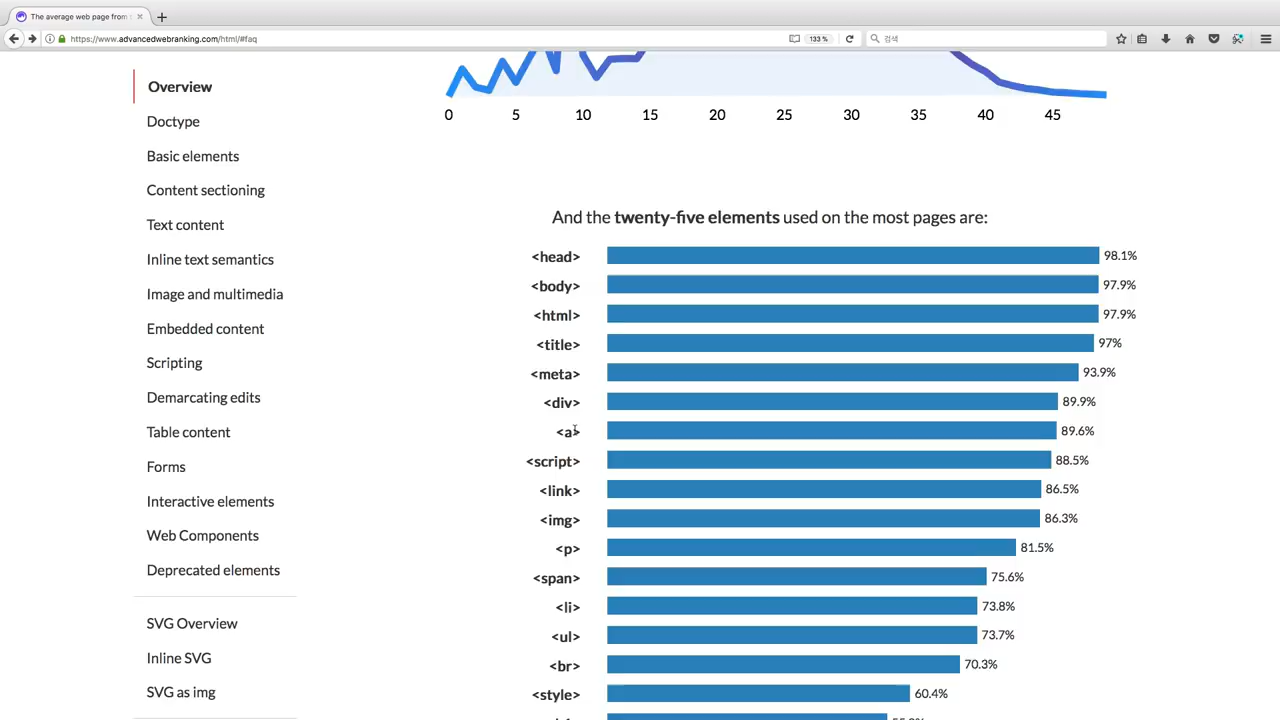 The average web page from
https://www.advancedwebranking.com/html/#faq
133 %
검색
Overview
Doctype
Basic elements
Content sectioning
Text content
Inline text semantics
Image and multimedia
Embedded content
Scripting
Demarcating edits
Table content
Forms
Interactive elements
Web Components
Deprecated elements
SVG Overview
Inline SVG
SVG as img
0 5 10 15 20 25 30 35 40 45
And the twenty-five elements used on the most pages are:
<head> 98.1%
<body> 97.9%
<html> 97.9%
<title> 97%
<meta> 93.9%
<div> 89.9%
<a> 89.6%
<script> 88.5%
<link> 86.5%
<img> 86.3%
<p> 81.5%
<span> 75.6%
<li> 73.8%
<ul> 73.7%
<br> 70.3%
<style> 60.4%